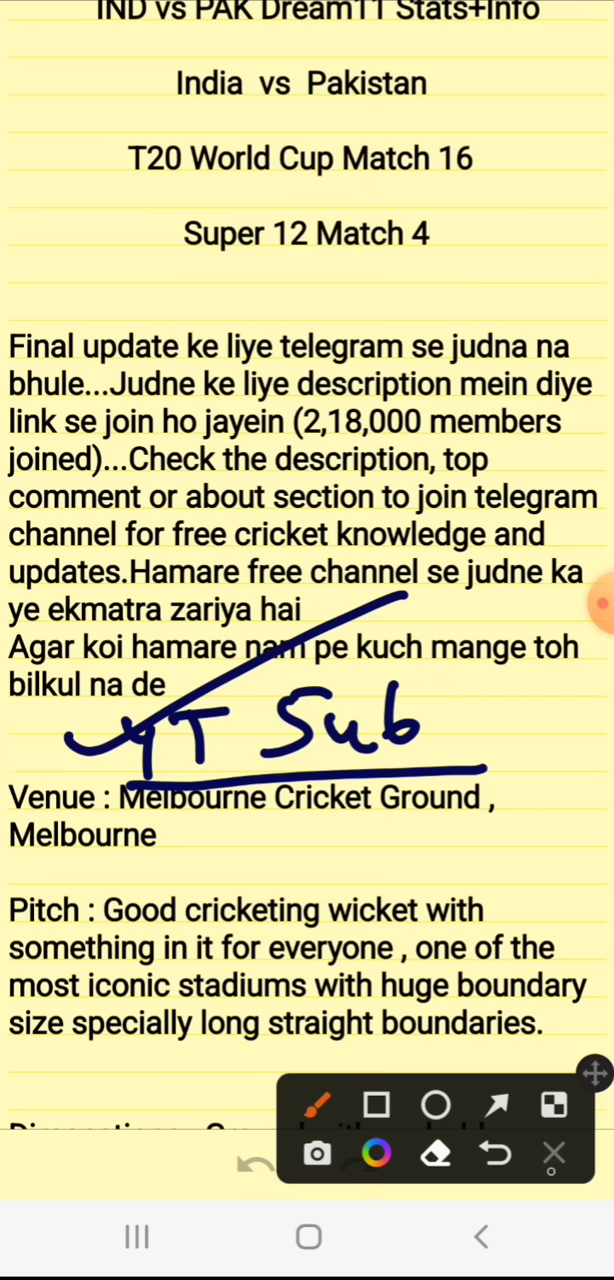 IND vs PAK Dream11 Stats+Info
India vs Pakistan
T20 World Cup Match 16
Super 12 Match 4
Final update ke liye telegram se judna na
bhule...Judne ke liye description mein diye
link se join ho jayein (2,18,000 members
joined)...Check the description, top
comment or about section to join telegram
channel for free cricket knowledge and
updates.Hamare free channel se judne ka
ye ekmatra zariya hai
Agar koi hamare nam pe kuch mange toh
bilkul na de
YT Sub
Venue : Melbourne Cricket Ground ,
Melbourne
Pitch : Good cricketing wicket with
something in it for everyone , one of the
most iconic stadiums with huge boundary
size specially long straight boundaries.